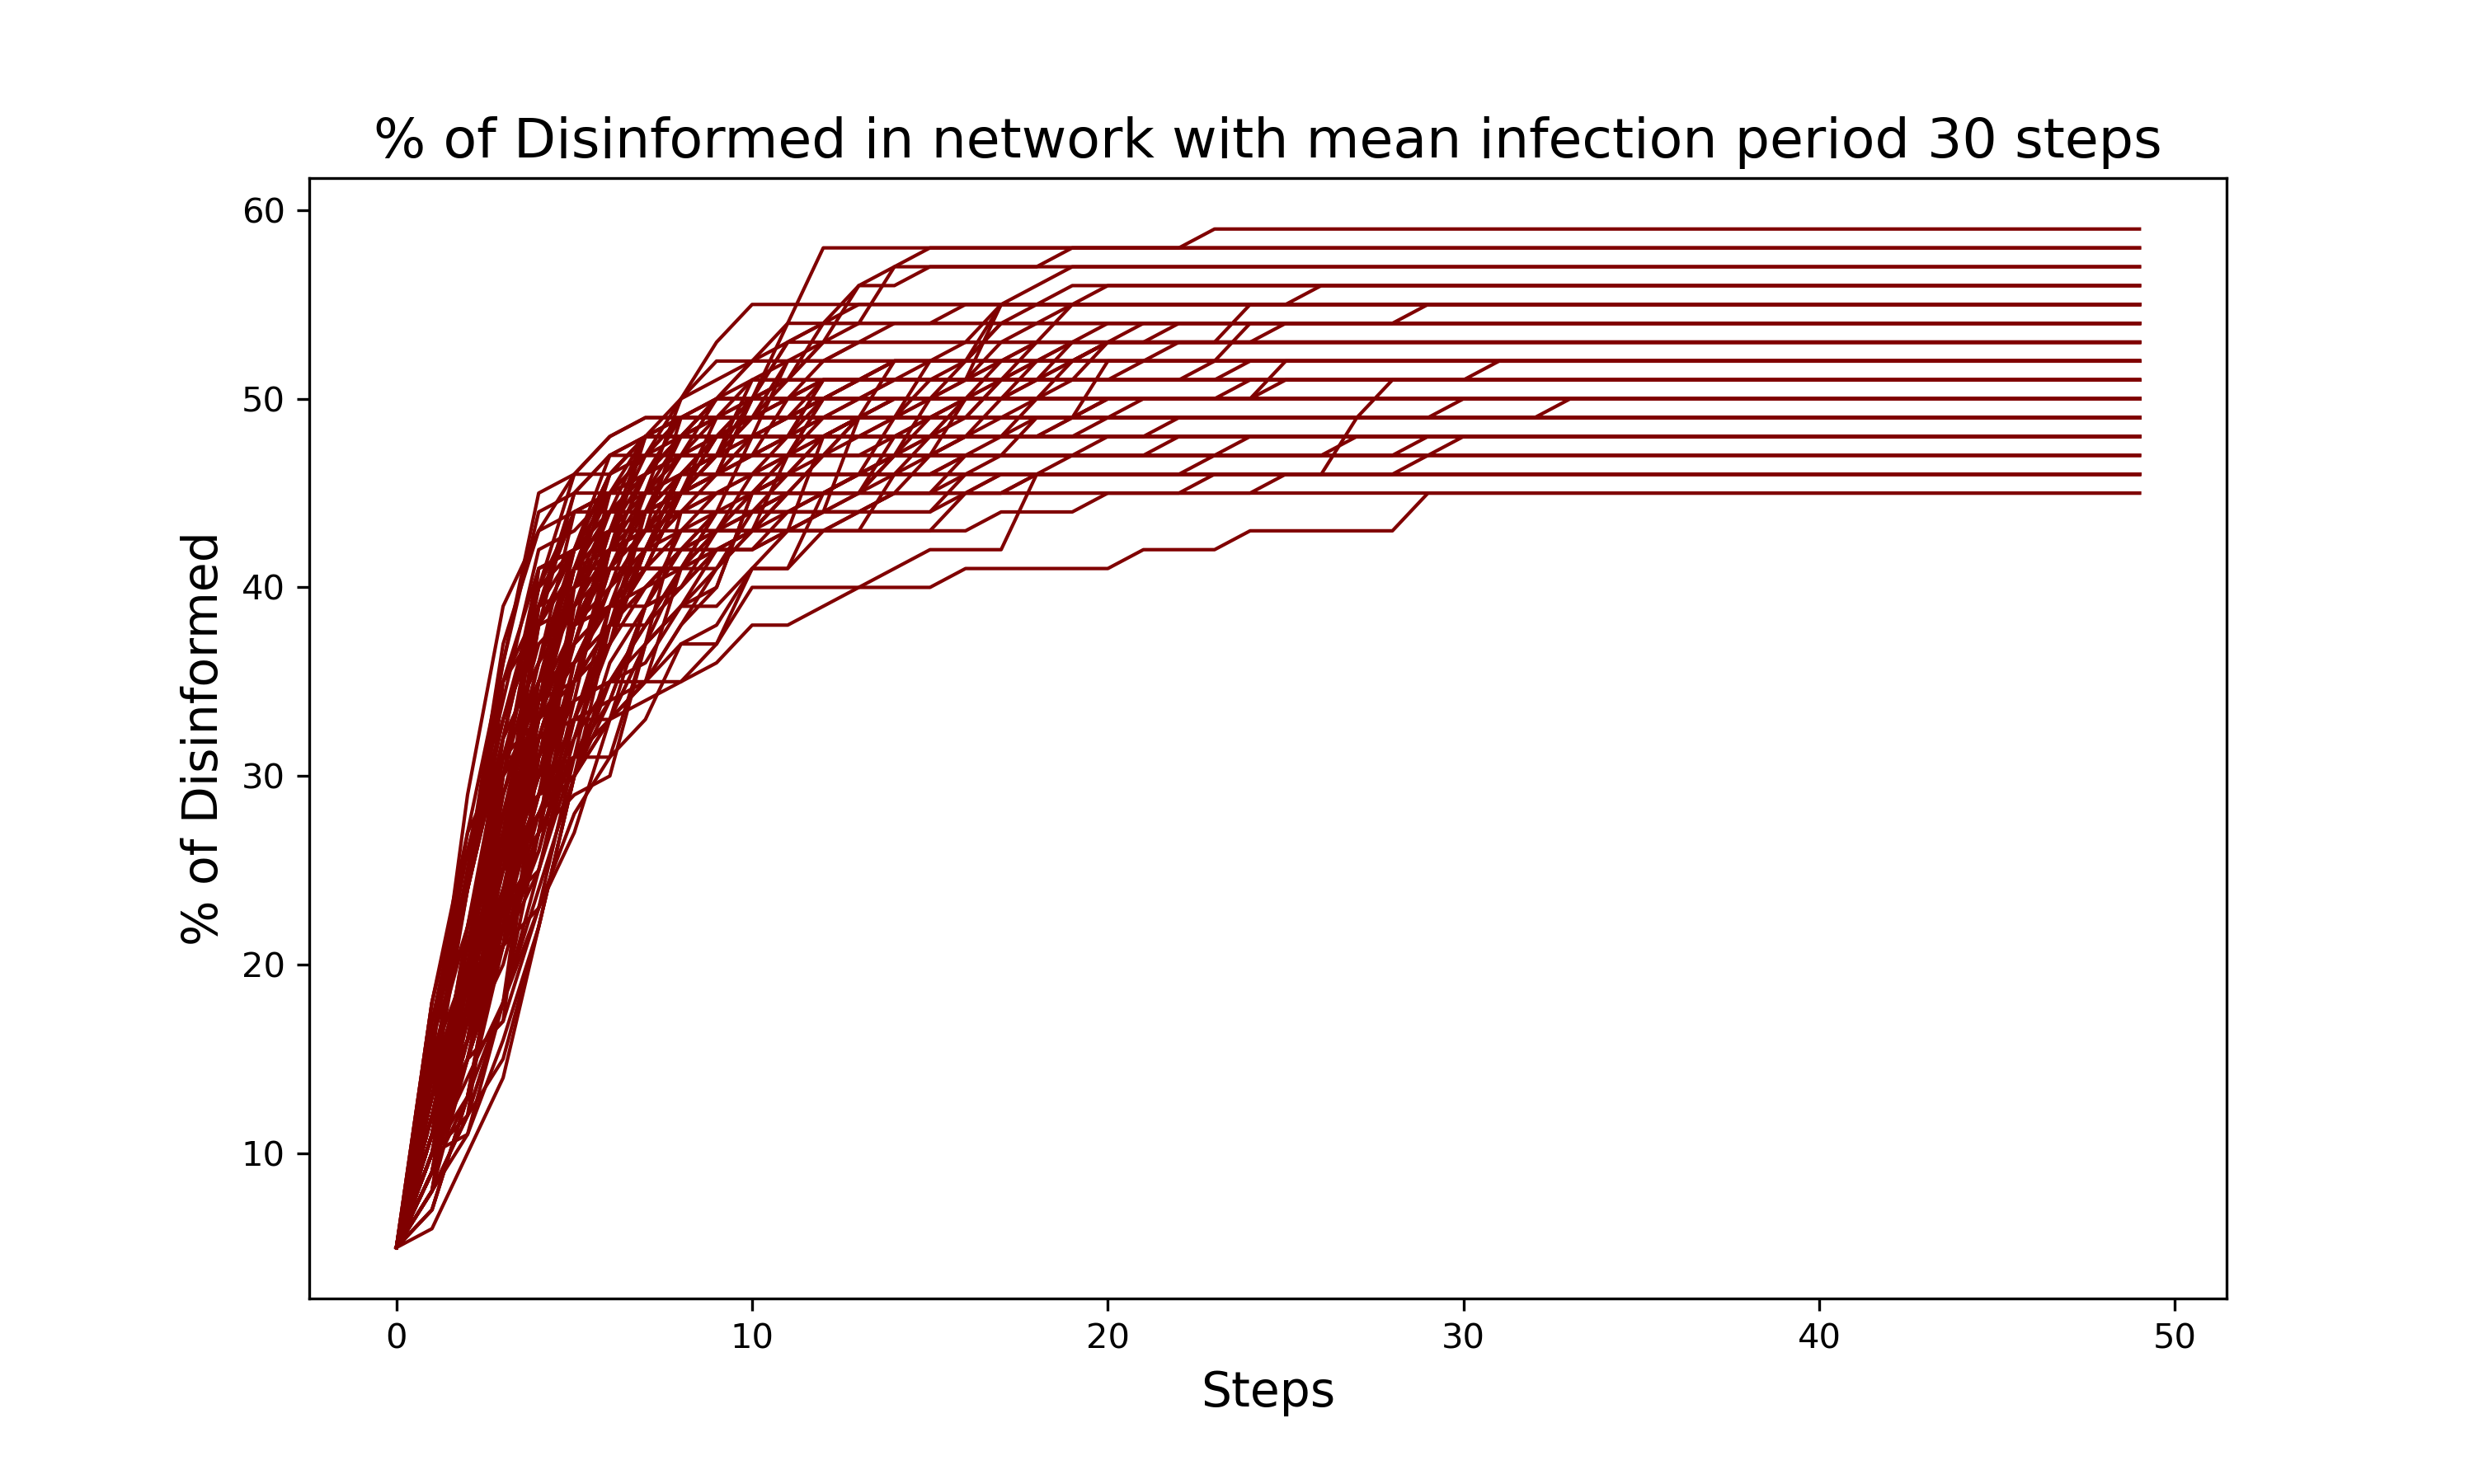 % of Disinformed in network with mean infection period 30 steps
60
50
40
30
20
10
% of Disinformed
0 10 20 30 40 50
Steps